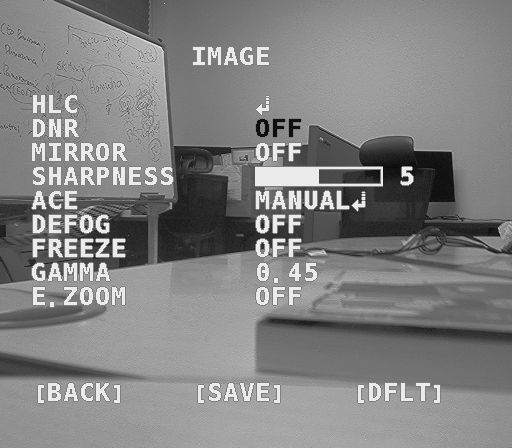 IMAGE
HLC ↲
DNR OFF
MIRROR OFF
SHARPNESS 5
ACE MANUAL↲
DEFOG OFF
FREEZE OFF
GAMMA 0.45
E.ZOOM OFF
[BACK] [SAVE] [DFLT]